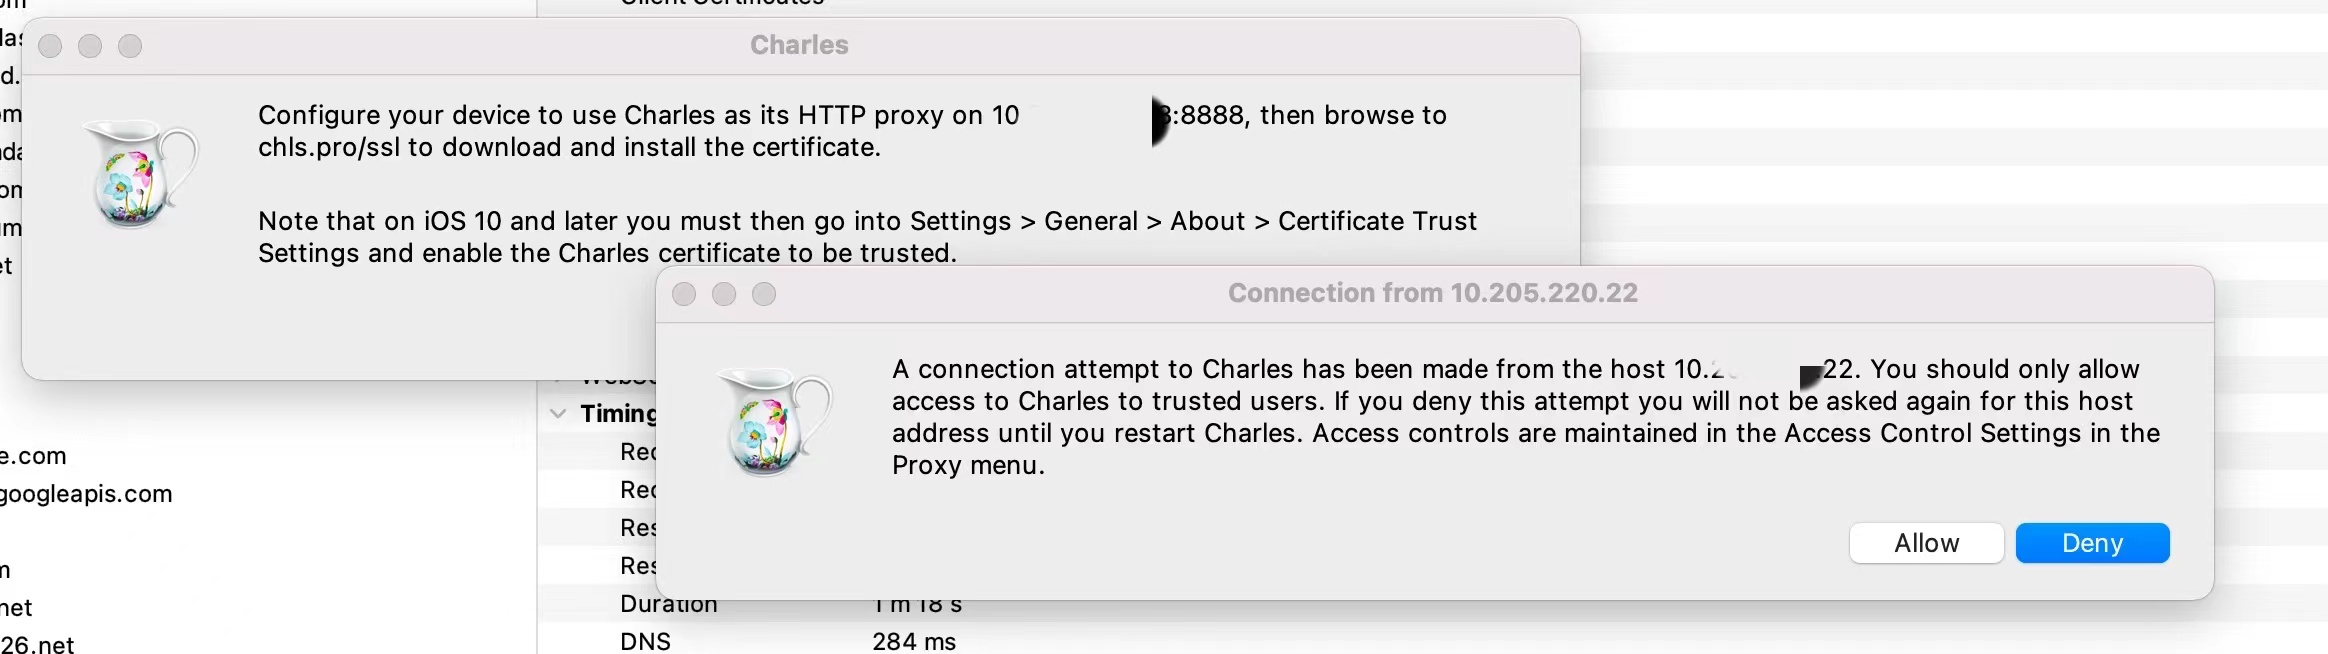 Client Certificates
Charles
Configure your device to use Charles as its HTTP proxy on 10 :8888, then browse to
chls.pro/ssl to download and install the certificate.
Note that on iOS 10 and later you must then go into Settings > General > About > Certificate Trust
Settings and enable the Charles certificate to be trusted.
Connection from 10.205.220.22
A connection attempt to Charles has been made from the host 10.2 .22. You should only allow
access to Charles to trusted users. If you deny this attempt you will not be asked again for this host
address until you restart Charles. Access controls are maintained in the Access Control Settings in the
Proxy menu.
Allow
Deny
Timing
Duration 1 m 18 s
DNS 284 ms
e.com
googleapis.com
net
26.net